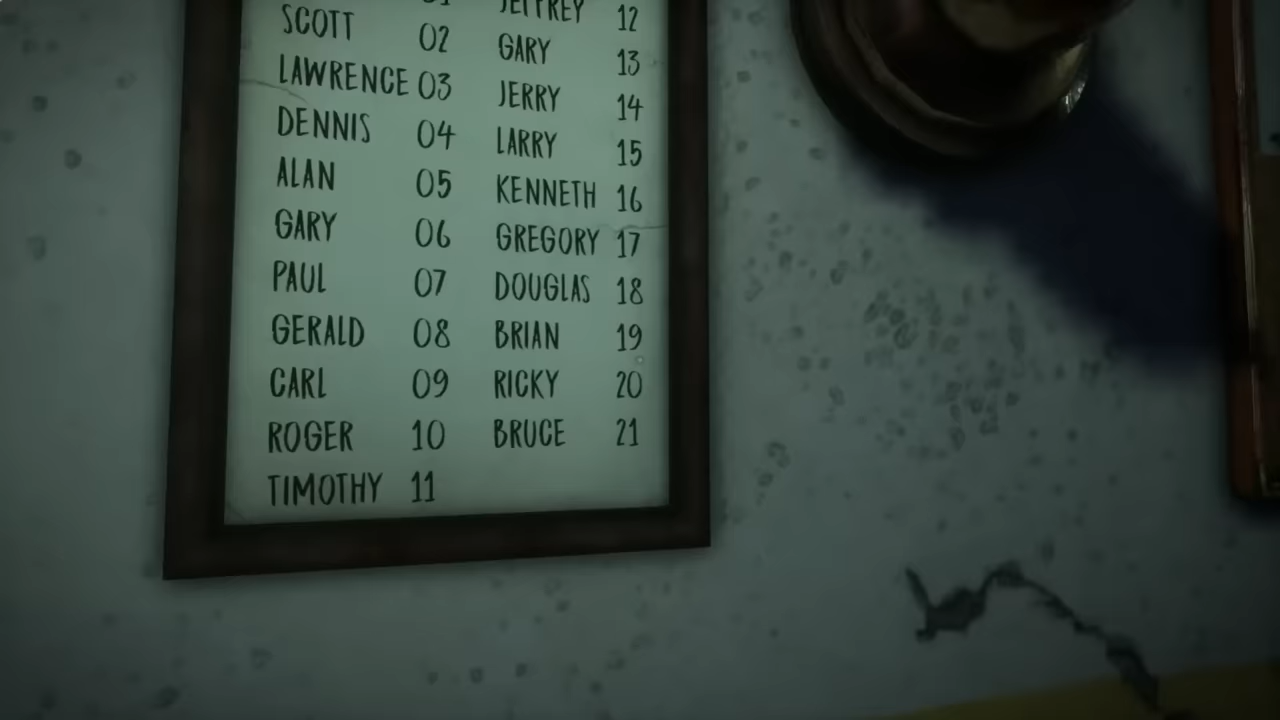 SCOTT 02
LAWRENCE 03
DENNIS 04
ALAN 05
GARY 06
PAUL 07
GERALD 08
CARL 09
ROGER 10
TIMOTHY 11
JEFFREY 12
GARY 13
JERRY 14
LARRY 15
KENNETH 16
GREGORY 17
DOUGLAS 18
BRIAN 19
RICKY 20
BRUCE 21